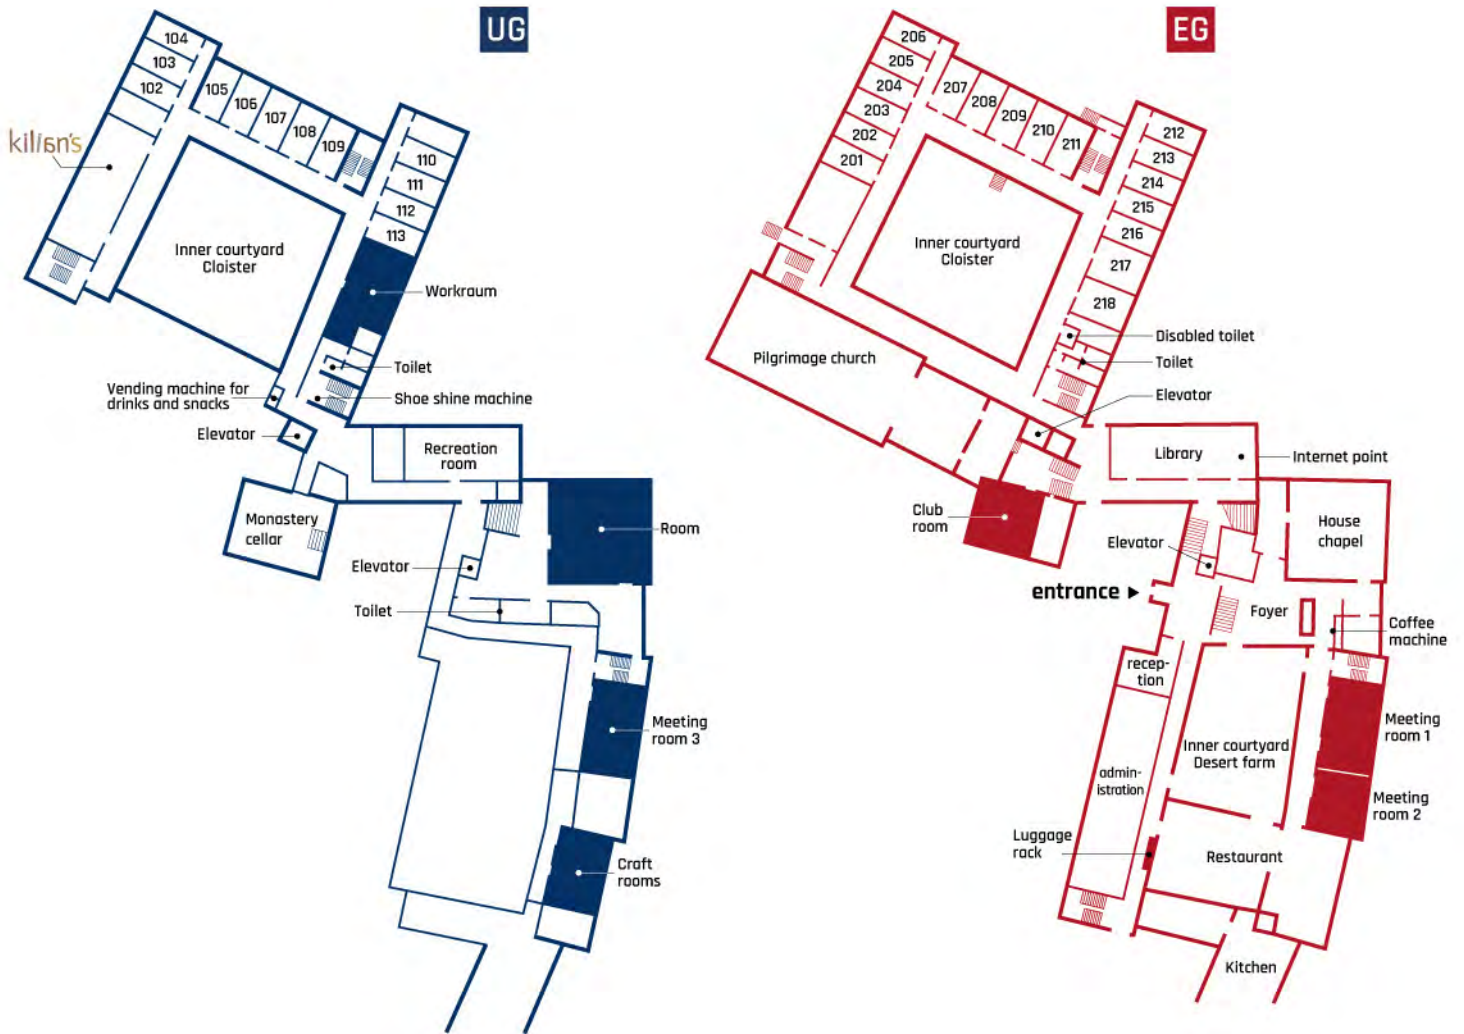 UG
104
103
102
105
106
107
108
109
kilian's
110
111
112
113
Inner courtyard
Cloister
Workraum
Toilet
Vending machine for
drinks and snacks
Shoe shine machine
Elevator
Recreation
room
Monastery
cellar
Room
Elevator
Toilet
Meeting
room 3
Craft
rooms
EG
206
205
204
203
202
201
207
208
209
210
211
212
213
214
215
216
217
218
Inner courtyard
Cloister
Disabled toilet
Pilgrimage church
Toilet
Elevator
Library
Internet point
Club
room
House
chapel
Elevator
entrance
Foyer
Coffee
machine
recep-
tion
Meeting
room 1
Inner courtyard
Desert farm
admin-
istration
Meeting
room 2
Luggage
rack
Restaurant
Kitchen